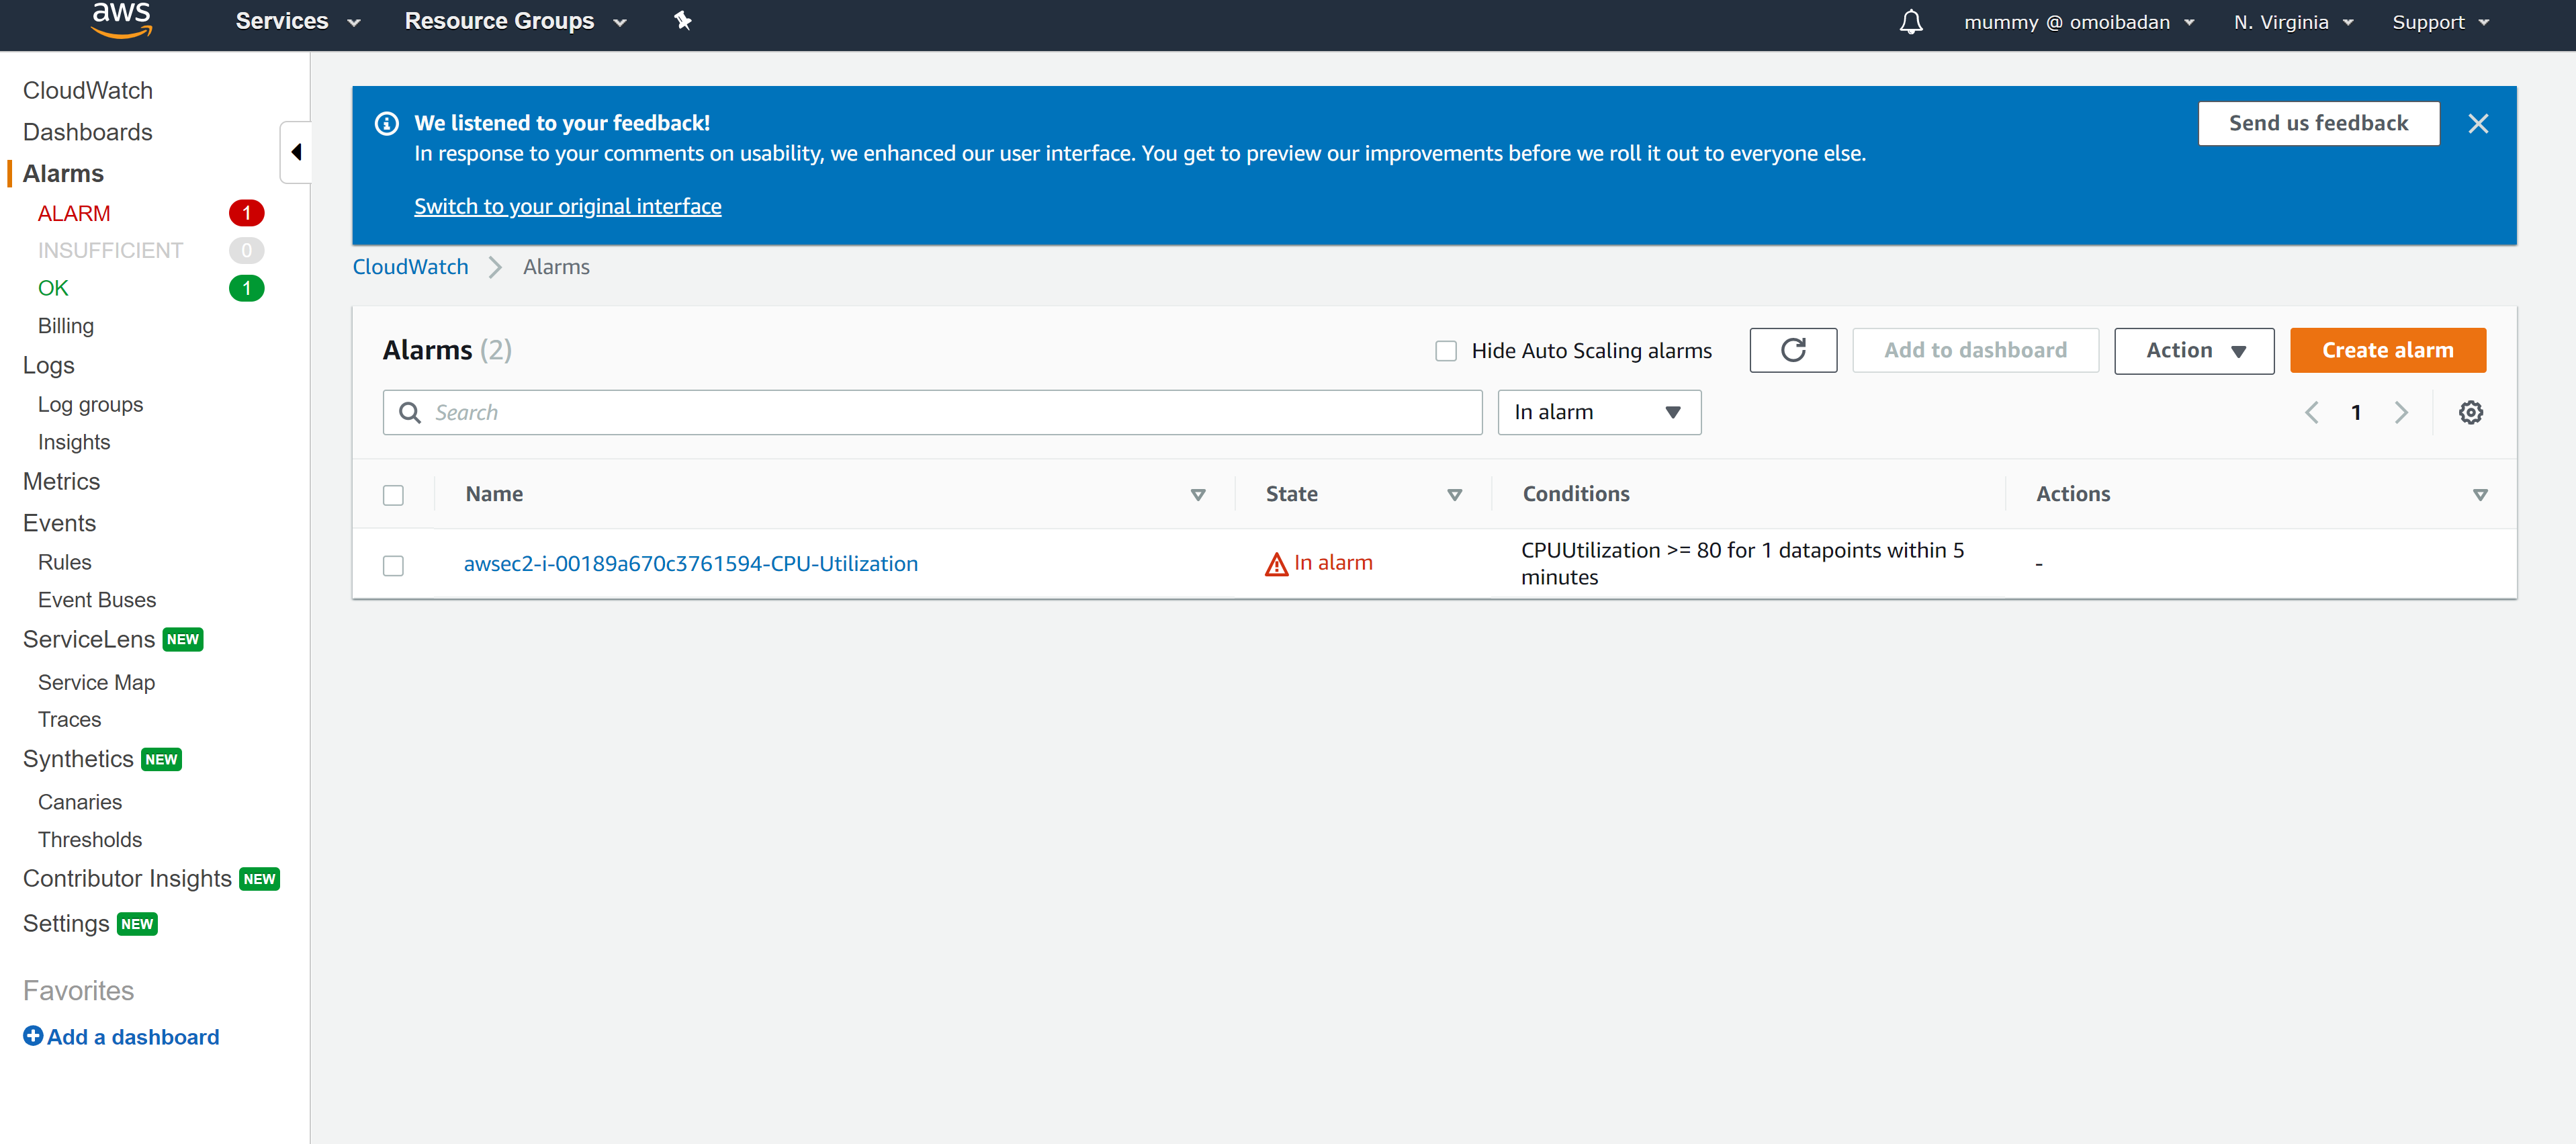 aws
Services
Resource Groups
mummy @ omoibadan
N. Virginia
Support
CloudWatch
Dashboards
Alarms
ALARM 1
INSUFFICIENT 0
OK 1
Billing
Logs
Log groups
Insights
Metrics
Events
Rules
Event Buses
ServiceLens NEW
Service Map
Traces
Synthetics NEW
Canaries
Thresholds
Contributor Insights NEW
Settings NEW
Favorites
Add a dashboard
We listened to your feedback!
In response to your comments on usability, we enhanced our user interface. You get to preview our improvements before we roll it out to everyone else.
Switch to your original interface
Send us feedback
CloudWatch
Alarms
Alarms (2)
Hide Auto Scaling alarms
Add to dashboard
Action
Create alarm
Search
In alarm
1
Name
State
Conditions
Actions
awsec2-i-00189a670c3761594-CPU-Utilization
In alarm
CPUUtilization >= 80 for 1 datapoints within 5
minutes
-